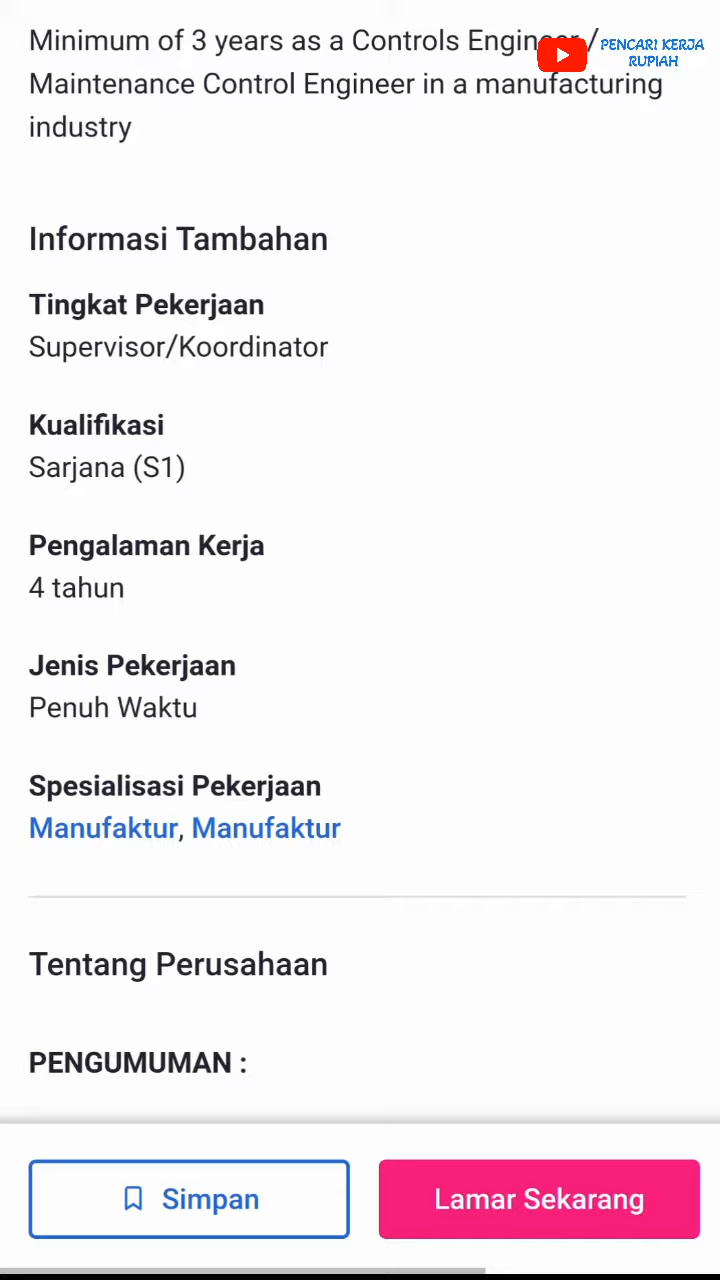 Minimum of 3 years as a Controls Engineer /
PENCARI KERJA
RUPIAH
Maintenance Control Engineer in a manufacturing
industry
Informasi Tambahan
Tingkat Pekerjaan
Supervisor/Koordinator
Kualifikasi
Sarjana (S1)
Pengalaman Kerja
4 tahun
Jenis Pekerjaan
Penuh Waktu
Spesialisasi Pekerjaan
Manufaktur, Manufaktur
Tentang Perusahaan
PENGUMUMAN :
Simpan
Lamar Sekarang